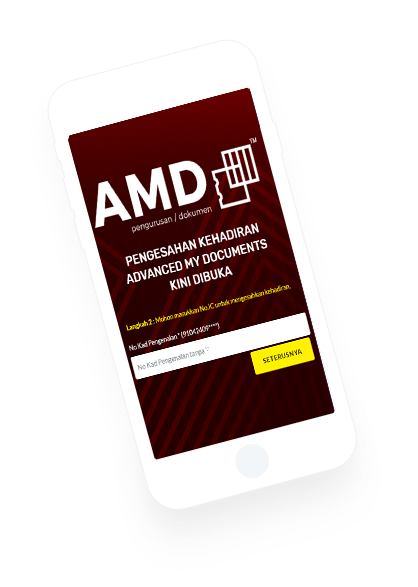 AMD
TM
pengurusan / dokumen
PENGESAHAN KEHADIRAN
ADVANCED MY DOCUMENTS
KINI DIBUKA
Langkah 2 : Mohon masukkan No.IC untuk mengesahkan kehadiran.
No Kad Pengenalan * (91042409****)
No Kad Pengenalan tanpa "-"
SETERUSNYA